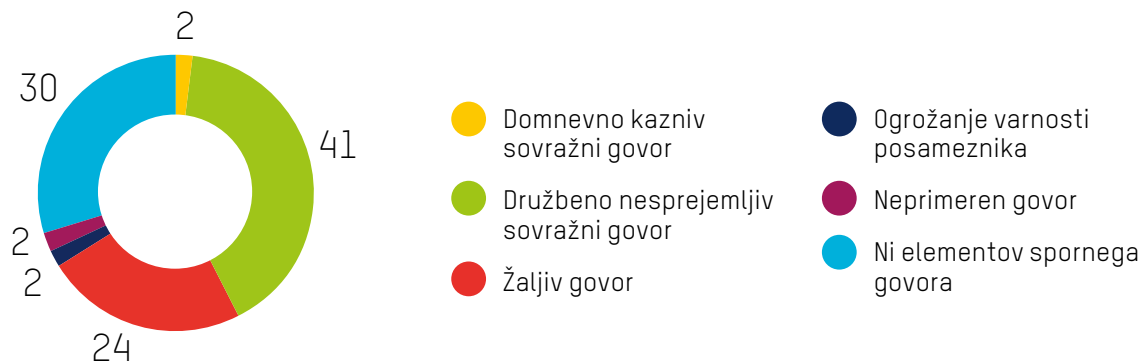 2
30
41
2
2
24
Domnevno kazniv
sovražni govor
Družbeno nesprejemljiv
sovražni govor
Žaljiv govor
Ogrožanje varnosti
posameznika
Neprimeren govor
Ni elementov spornega
govora